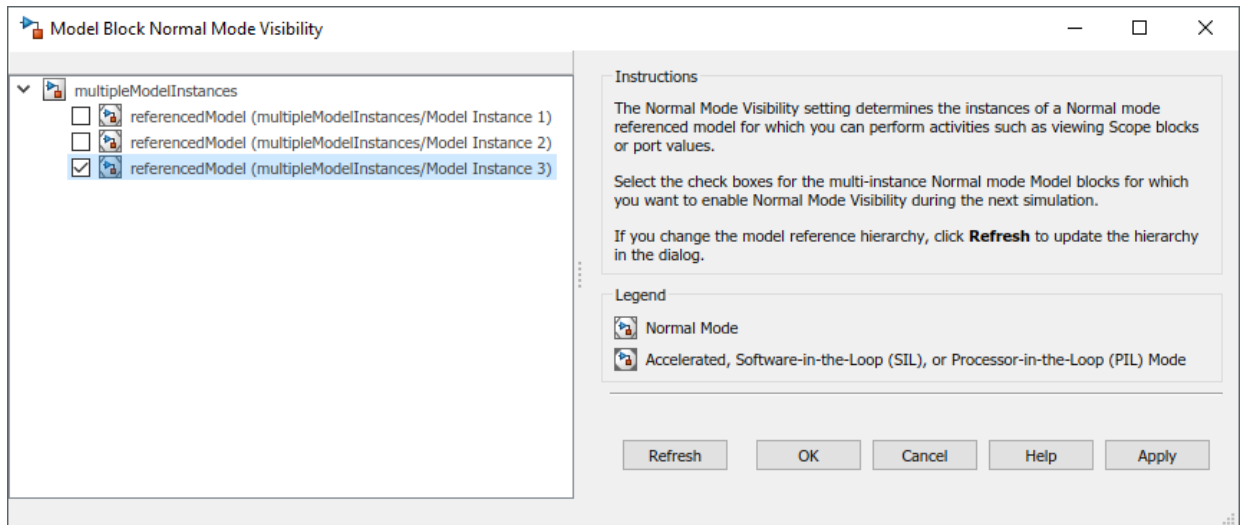 Model Block Normal Mode Visibility
multipleModelInstances
referencedModel (multipleModelInstances/Model Instance 1)
referencedModel (multipleModelInstances/Model Instance 2)
referencedModel (multipleModelInstances/Model Instance 3)
Instructions
The Normal Mode Visibility setting determines the instances of a Normal mode
referenced model for which you can perform activities such as viewing Scope blocks
or port values.
Select the check boxes for the multi-instance Normal mode Model blocks for which
you want to enable Normal Mode Visibility during the next simulation.
If you change the model reference hierarchy, click Refresh to update the hierarchy
in the dialog.
Legend
Normal Mode
Accelerated, Software-in-the-Loop (SIL), or Processor-in-the-Loop (PIL) Mode
Refresh OK Cancel Help Apply